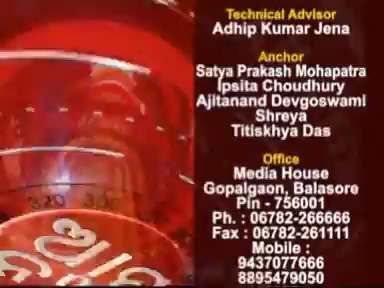 Technical Advisor
Adhip Kumar Jena
Anchor
Satya Prakash Mohapatra
Ipsita Choudhury
Ajitanand Devgoswami
Shreya
Titiskhya Das
Office
Media House
Gopalgaon, Balasore
Pin - 756001
Ph. : 06782-266666
Fax : 06782-261111
Mobile :
9437077666
8895479050
320